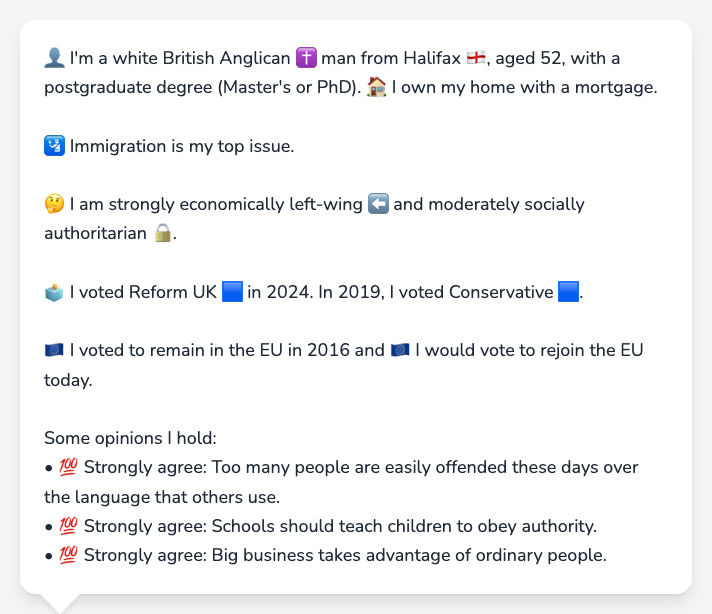 👤 I'm a white British Anglican ✝️ man from Halifax 🏴󠁧󠁢󠁥󠁮󠁧󠁿, aged 52, with a
postgraduate degree (Master's or PhD). 🏠 I own my home with a mortgage.
🛂 Immigration is my top issue.
🤔 I am strongly economically left-wing ⬅️ and moderately socially
authoritarian 🔒.
🗳️ I voted Reform UK 🟦 in 2024. In 2019, I voted Conservative 🟦.
🇪🇺 I voted to remain in the EU in 2016 and 🇪🇺 I would vote to rejoin the EU
today.
Some opinions I hold:
• 💯 Strongly agree: Too many people are easily offended these days over
the language that others use.
• 💯 Strongly agree: Schools should teach children to obey authority.
• 💯 Strongly agree: Big business takes advantage of ordinary people.